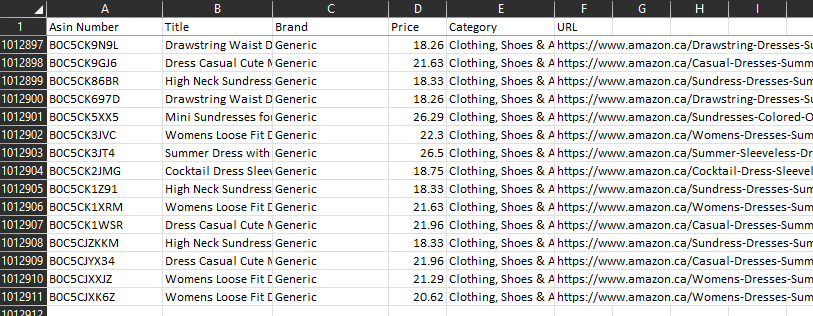 A B C D E F G H I
1 Asin Number Title Brand Price Category URL
1012897 B0C5CK9N9L Drawstring Waist D Generic 18.26 Clothing, Shoes & A https://www.amazon.ca/Drawstring-Dresses-Su
1012898 B0C5CK9GJ6 Dress Casual Cute M Generic 21.63 Clothing, Shoes & A https://www.amazon.ca/Casual-Dresses-Summ
1012899 B0C5CK86BR High Neck Sundress Generic 18.33 Clothing, Shoes & A https://www.amazon.ca/Sundress-Dresses-Sum
1012900 B0C5CK697D Drawstring Waist D Generic 18.26 Clothing, Shoes & A https://www.amazon.ca/Drawstring-Dresses-Su
1012901 B0C5CK5XX5 Mini Sundresses for Generic 26.29 Clothing, Shoes & A https://www.amazon.ca/Sundresses-Colored-O
1012902 B0C5CK3JVC Womens Loose Fit D Generic 22.3 Clothing, Shoes & A https://www.amazon.ca/Womens-Dresses-Sum
1012903 B0C5CK3JT4 Summer Dress with Generic 26.5 Clothing, Shoes & A https://www.amazon.ca/Summer-Sleeveless-Dr
1012904 B0C5CK2JMG Cocktail Dress Sleev Generic 18.75 Clothing, Shoes & A https://www.amazon.ca/Cocktail-Dress-Sleevel
1012905 B0C5CK1Z91 High Neck Sundress Generic 18.33 Clothing, Shoes & A https://www.amazon.ca/Sundress-Dresses-Sum
1012906 B0C5CK1XRM Womens Loose Fit D Generic 21.63 Clothing, Shoes & A https://www.amazon.ca/Womens-Dresses-Sum
1012907 B0C5CK1WSR Dress Casual Cute M Generic 21.96 Clothing, Shoes & A https://www.amazon.ca/Casual-Dresses-Summ
1012908 B0C5CJZKKM High Neck Sundress Generic 18.33 Clothing, Shoes & A https://www.amazon.ca/Sundress-Dresses-Sum
1012909 B0C5CJYX34 Dress Casual Cute M Generic 21.96 Clothing, Shoes & A https://www.amazon.ca/Casual-Dresses-Summ
1012910 B0C5CJXXJZ Womens Loose Fit D Generic 21.29 Clothing, Shoes & A https://www.amazon.ca/Womens-Dresses-Sum
1012911 B0C5CJXK6Z Womens Loose Fit D Generic 20.62 Clothing, Shoes & A https://www.amazon.ca/Womens-Dresses-Sum
1012912